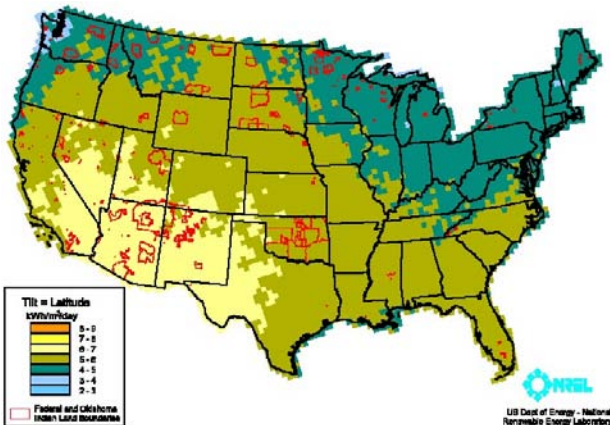 Tilt = Latitude
kWh/m²/day
8 - 9
7 - 8
6 - 7
5 - 6
4 - 5
3 - 4
2 - 3
Federal and Oklahoma
Indian Land Boundaries
NREL
US Dept of Energy - National
Renewable Energy Laboratory